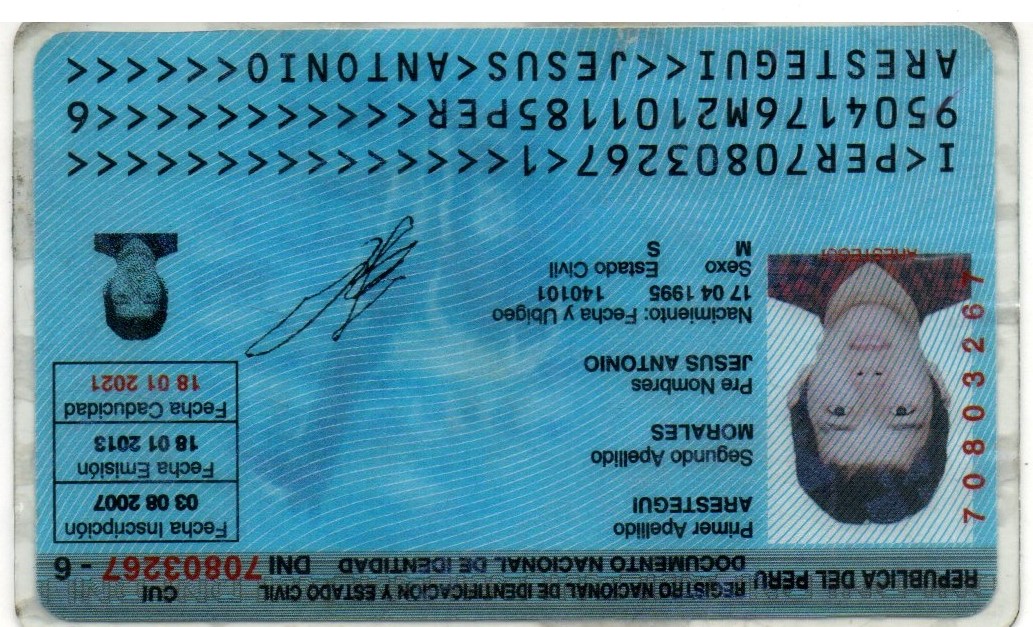 REPUBLICA DEL PERU
REGISTRO NACIONAL DE IDENTIFICACION Y ESTADO CIVIL
DOCUMENTO NACIONAL DE IDENTIDAD
CUI
DNI 70803267 - 6
70803267
Primer Apellido
ARESTEGUI
Segundo Apellido
MORALES
Pre Nombres
JESUS ANTONIO
Nacimiento: Fecha y Ubigeo
17 04 1995 140101
Sexo Estado Civil
M S
Fecha Inscripción
03 08 2007
Fecha Emisión
18 01 2013
Fecha Caducidad
18 01 2021
ARESTEGUI
I<PER70803267<1<<<<<<<<<<<<<<<
9504176M2101185PER<<<<<<<<<<<6
ARESTEGUI<<JESUS<ANTONIO<<<<<<